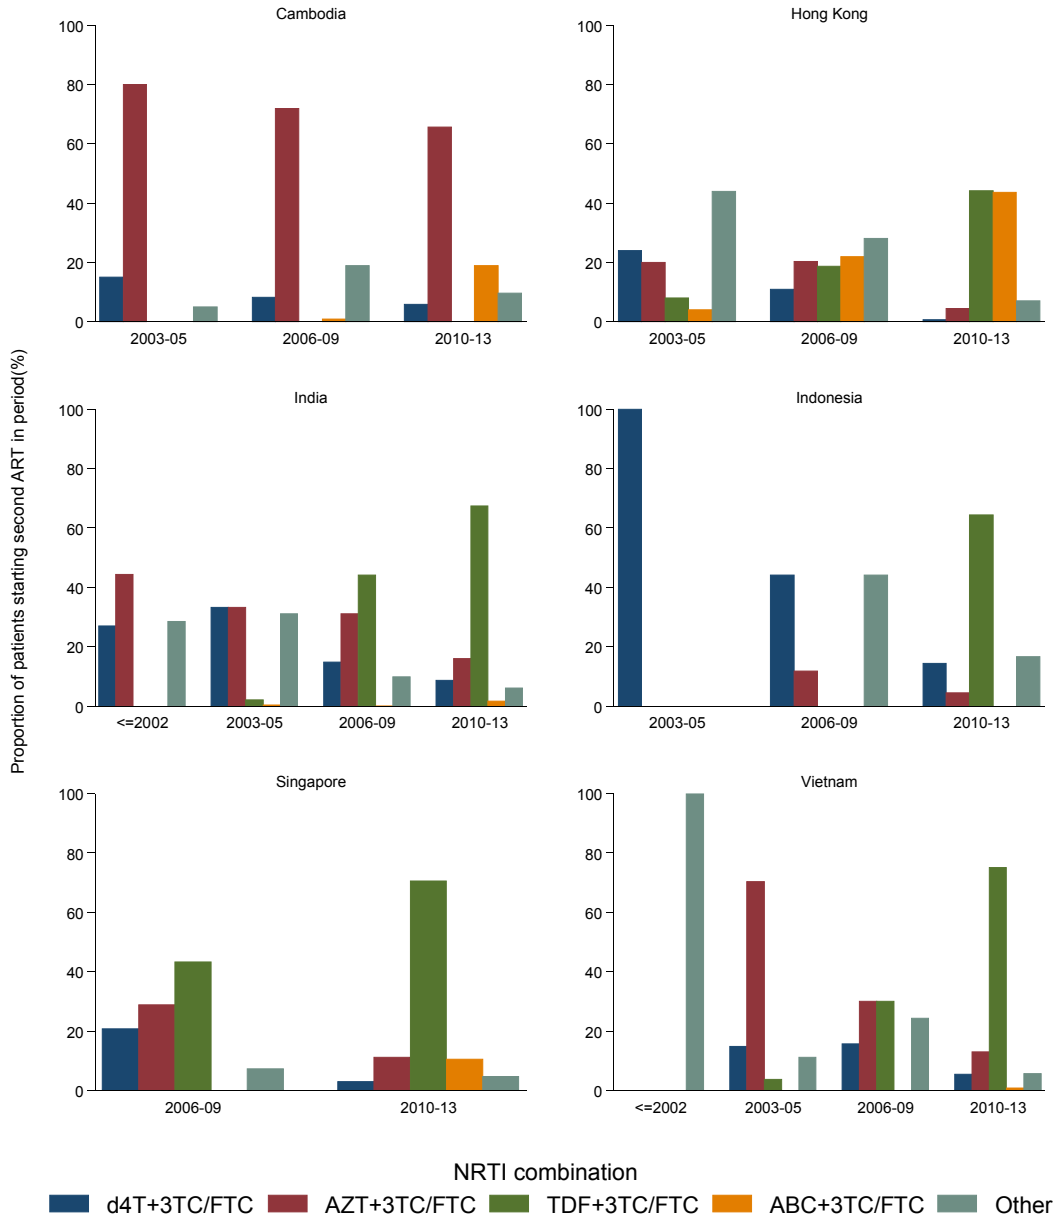 Cambodia
100
80
60
40
20
0
2003-05 2006-09 2010-13
Hong Kong
100
80
60
40
20
0
2003-05 2006-09 2010-13
Proportion of patients starting second ART in period(%)
India
100
80
60
40
20
0
<=2002 2003-05 2006-09 2010-13
Indonesia
100
80
60
40
20
0
2003-05 2006-09 2010-13
Singapore
100
80
60
40
20
0
2006-09 2010-13
Vietnam
100
80
60
40
20
0
<=2002 2003-05 2006-09 2010-13
NRTI combination
d4T+3TC/FTC AZT+3TC/FTC TDF+3TC/FTC ABC+3TC/FTC Other